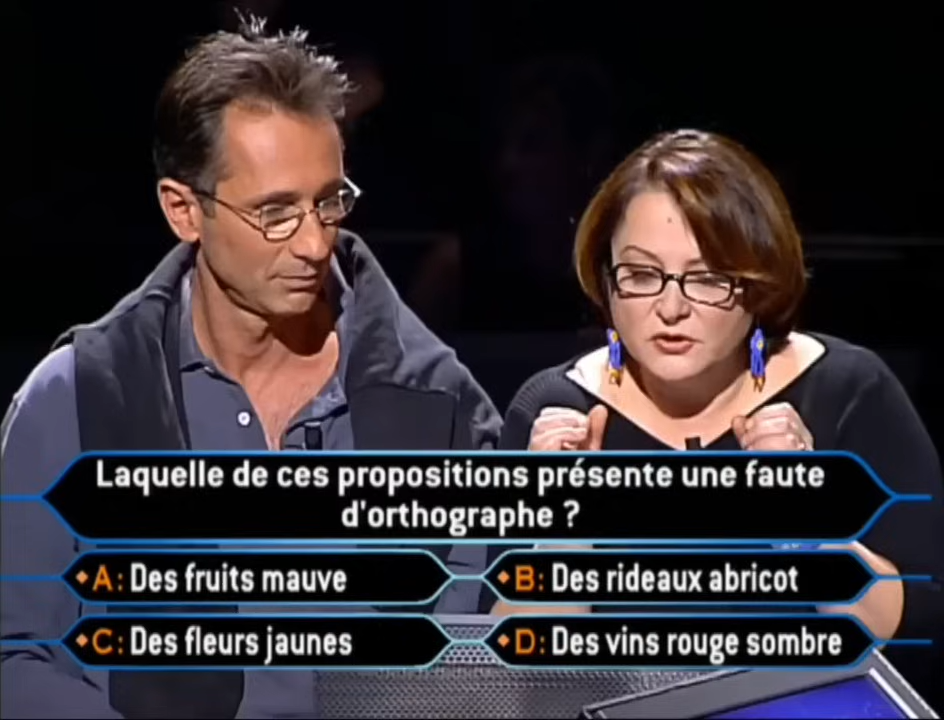 Laquelle de ces propositions présente une faute
d'orthographe ?
A: Des fruits mauve
B: Des rideaux abricot
C: Des fleurs jaunes
D: Des vins rouge sombre